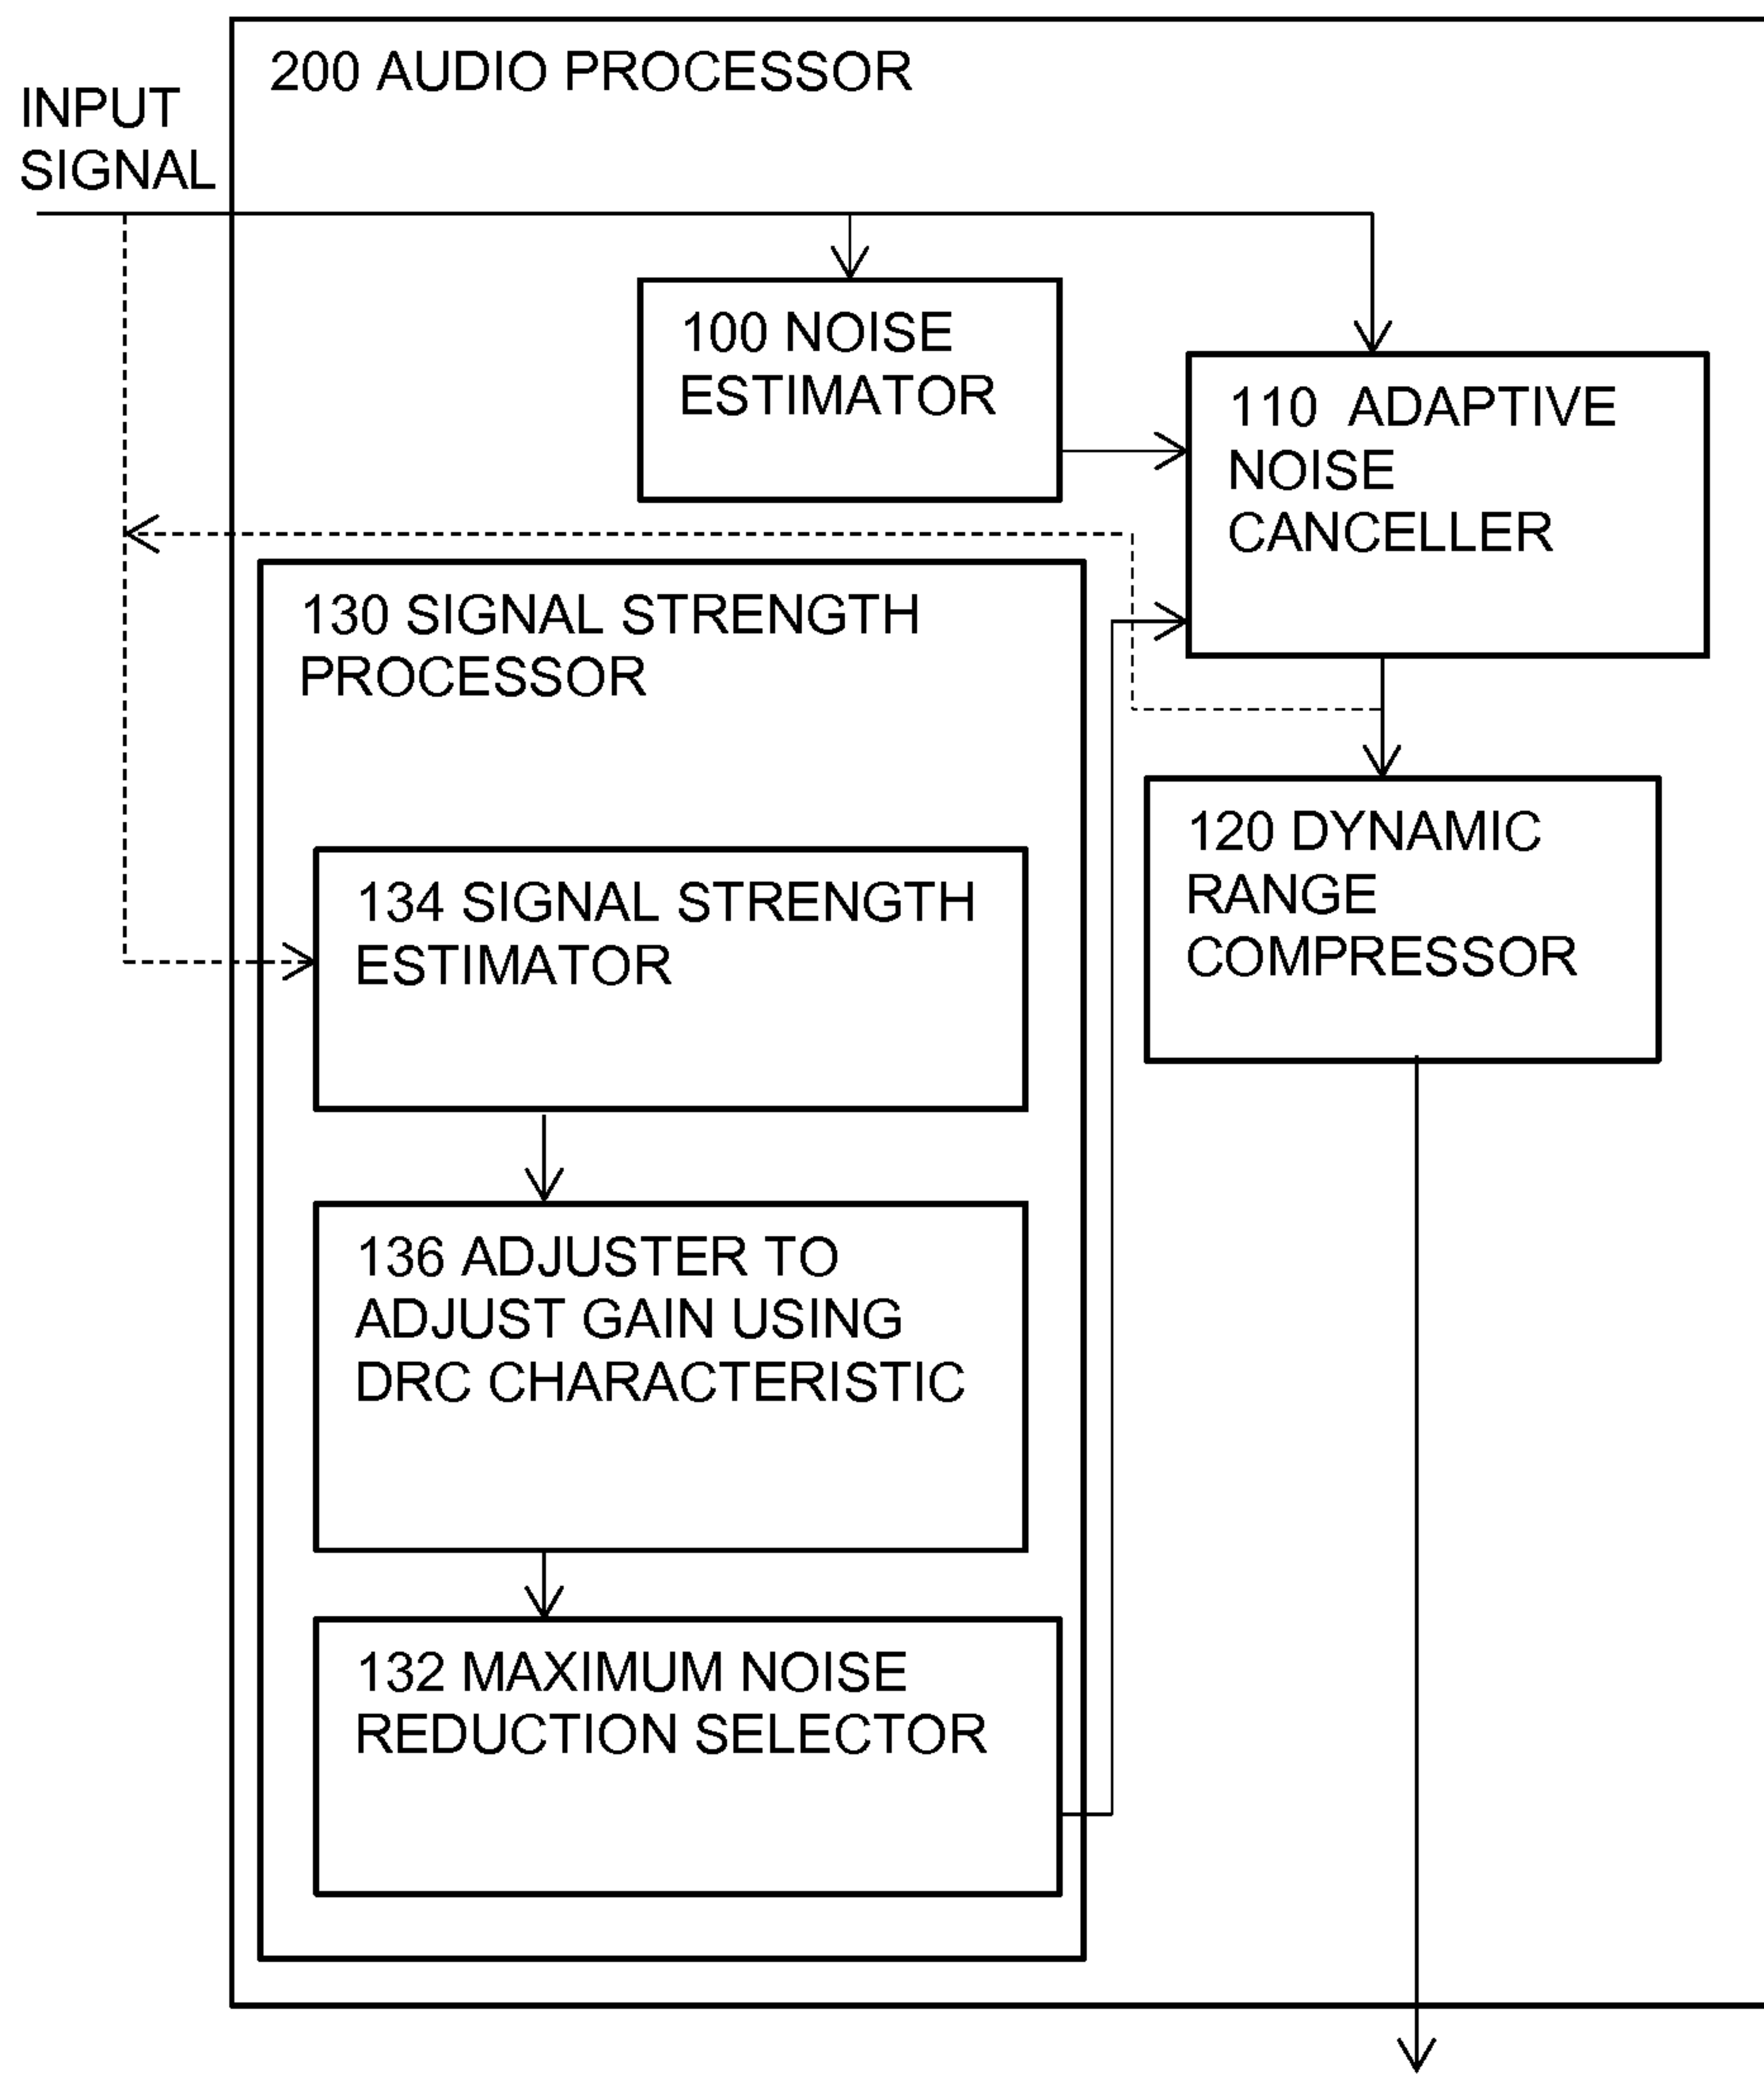 200 AUDIO PROCESSOR
INPUT
SIGNAL
100 NOISE
ESTIMATOR
110 ADAPTIVE
NOISE
CANCELLER
130 SIGNAL STRENGTH
PROCESSOR
120 DYNAMIC
RANGE
COMPRESSOR
134 SIGNAL STRENGTH
ESTIMATOR
136 ADJUSTER TO
ADJUST GAIN USING
DRC CHARACTERISTIC
132 MAXIMUM NOISE
REDUCTION SELECTOR